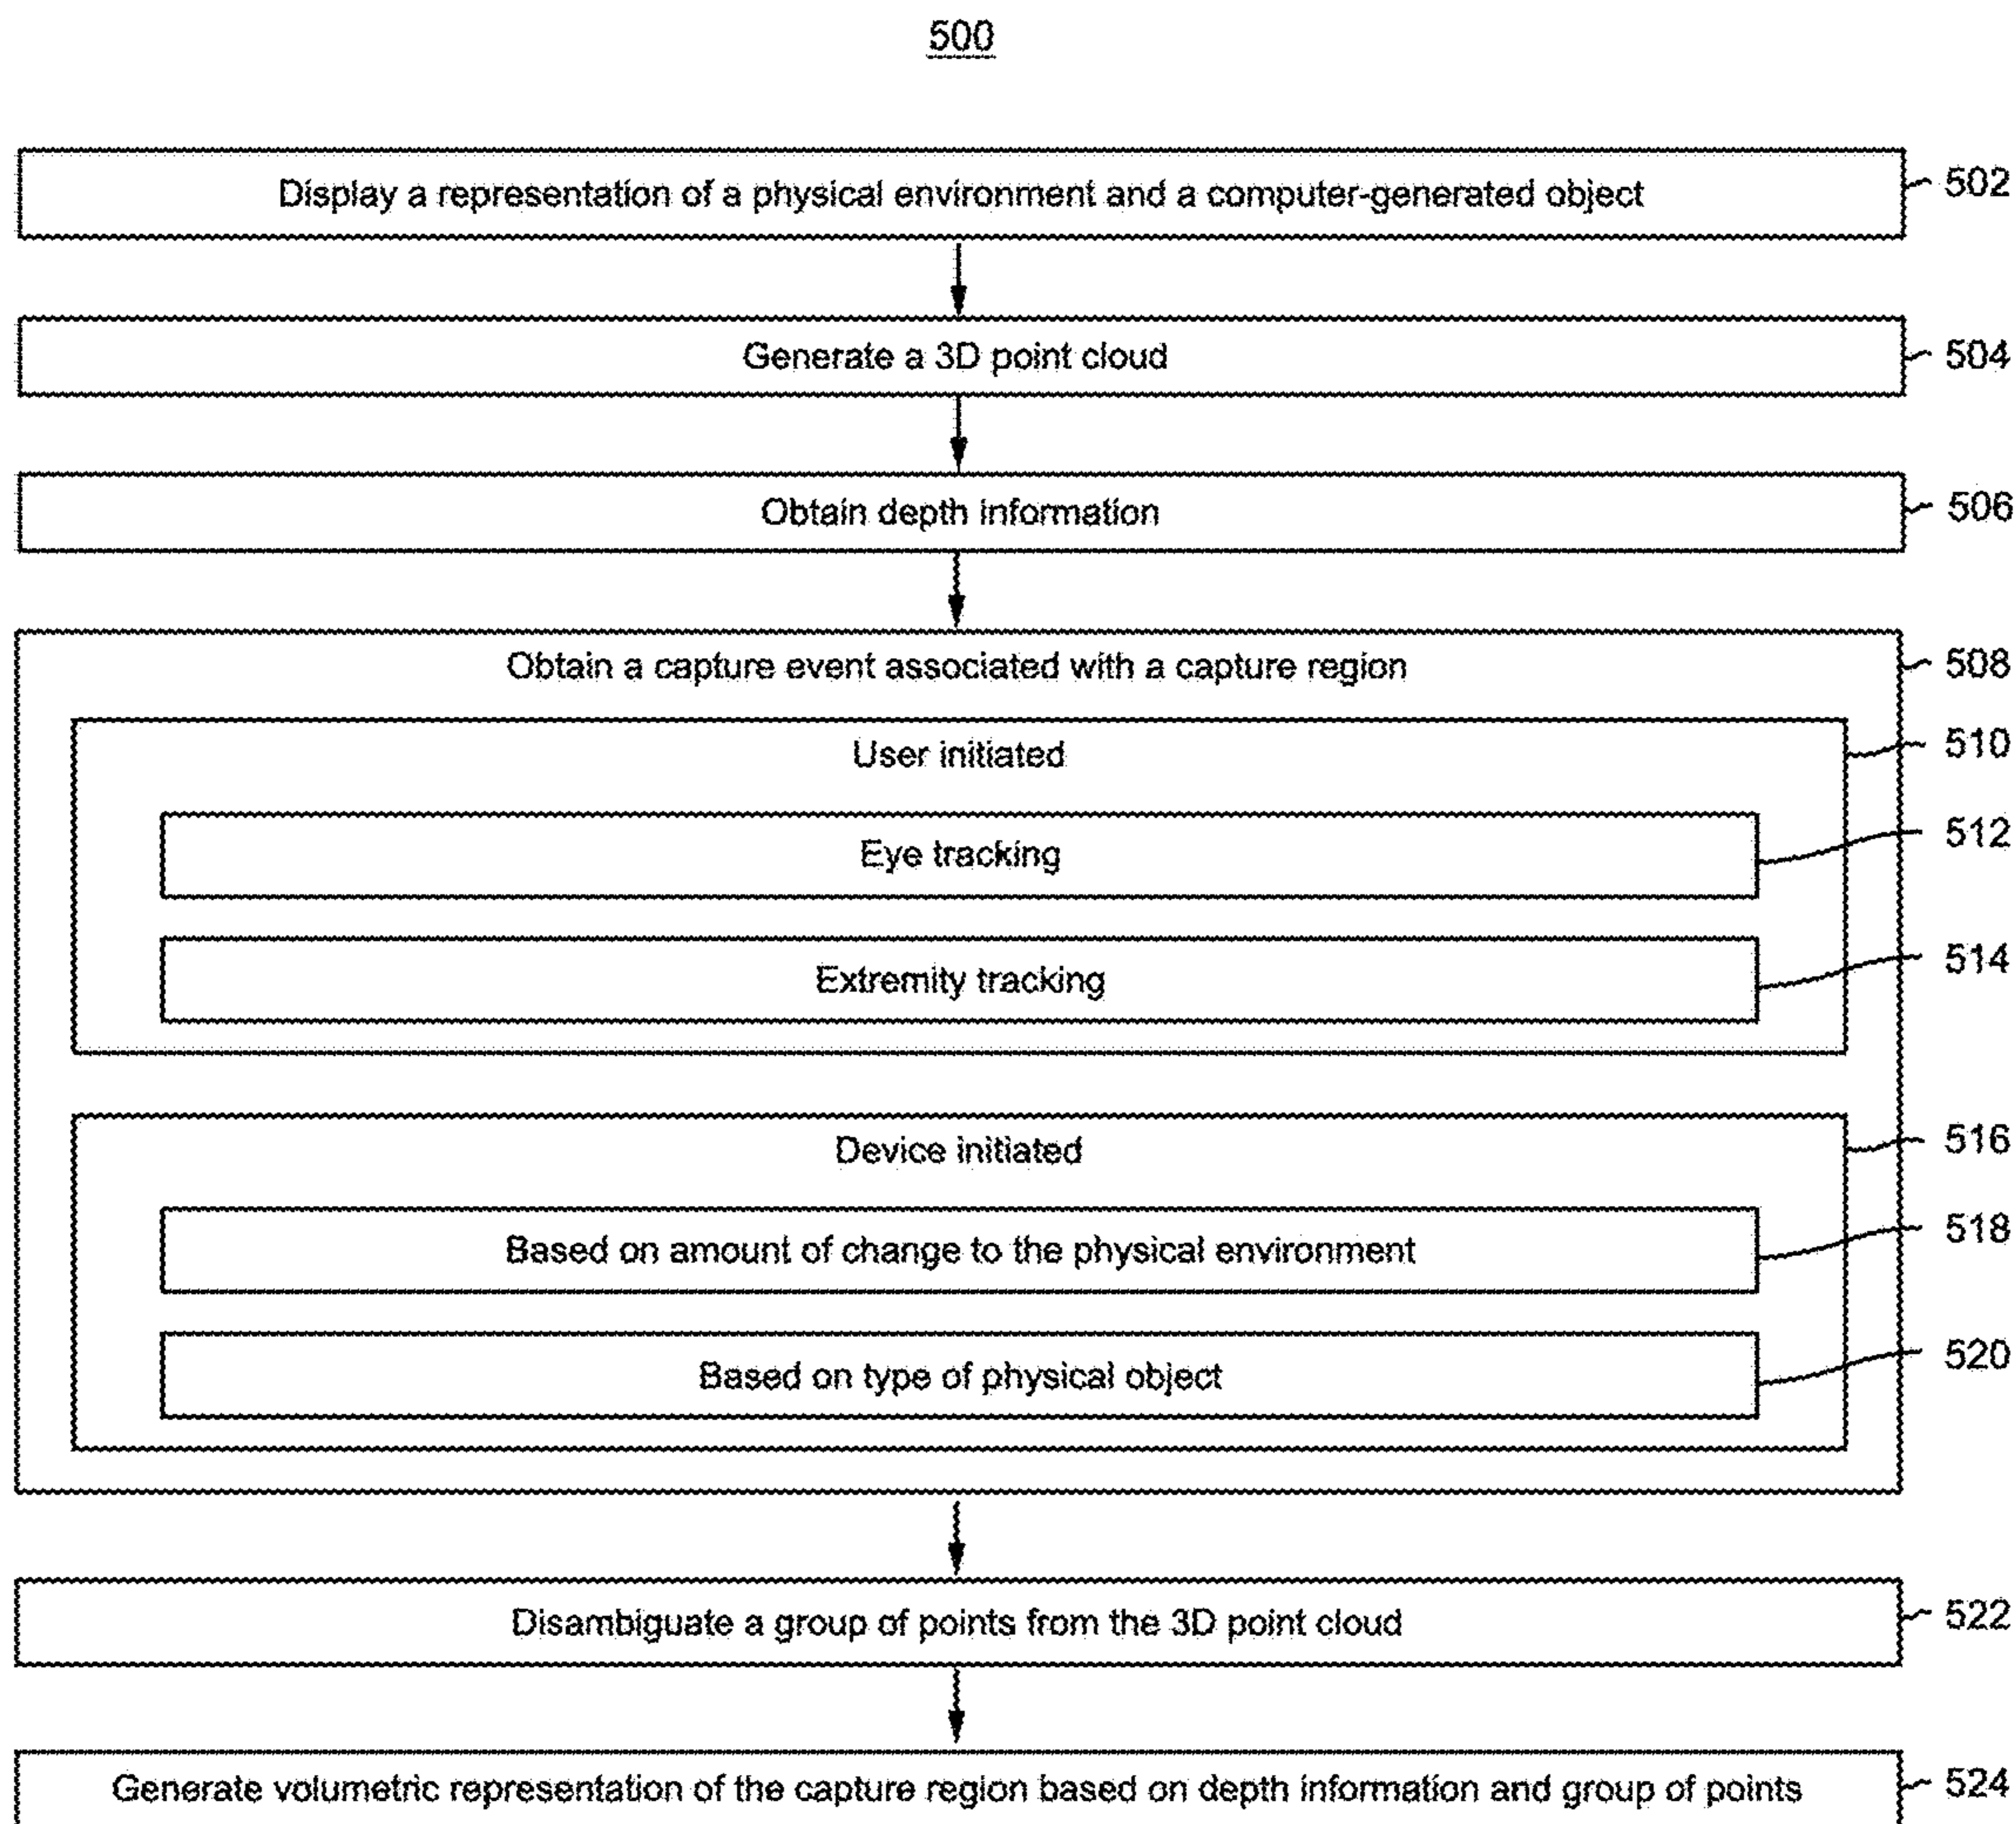 500
Display a representation of a physical environment and a computer-generated object 502
Generate a 3D point cloud 504
Obtain depth information 506
Obtain a capture event associated with a capture region 508
User initiated 510
Eye tracking 512
Extremity tracking 514
Device initiated 516
Based on amount of change to the physical environment 518
Based on type of physical object 520
Disambiguate a group of points from the 3D point cloud 522
Generate volumetric representation of the capture region based on depth information and group of points 524